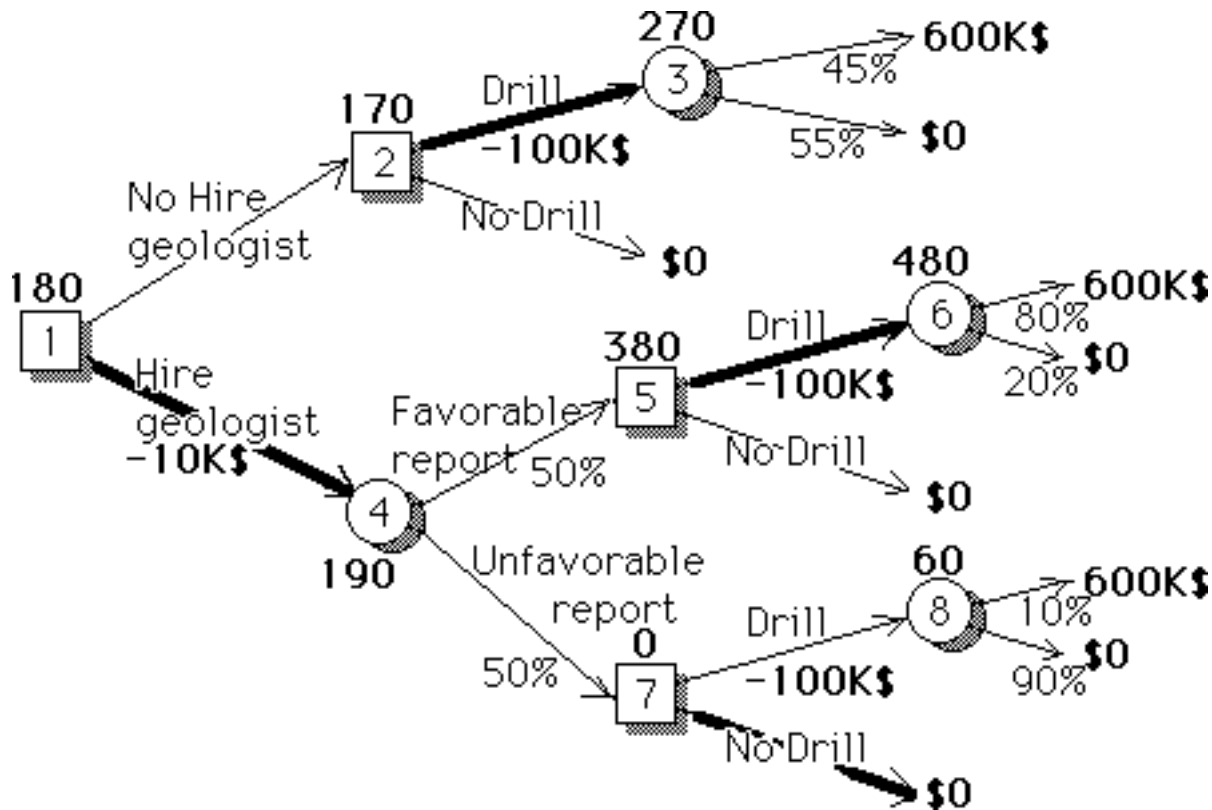 270
600K$
45%
3
Drill
170
-100K$
55%
$0
2
No Hire
geologist
No Drill
$0
180
1
480
600K$
6
80%
Drill
380
-100K$
$0
20%
Hire
geologist
-10K$
5
Favorable
report
50%
No Drill
$0
4
190
Unfavorable
report
60
600K$
8
10%
Drill
0
-100K$
$0
90%
50%
7
No Drill
$0